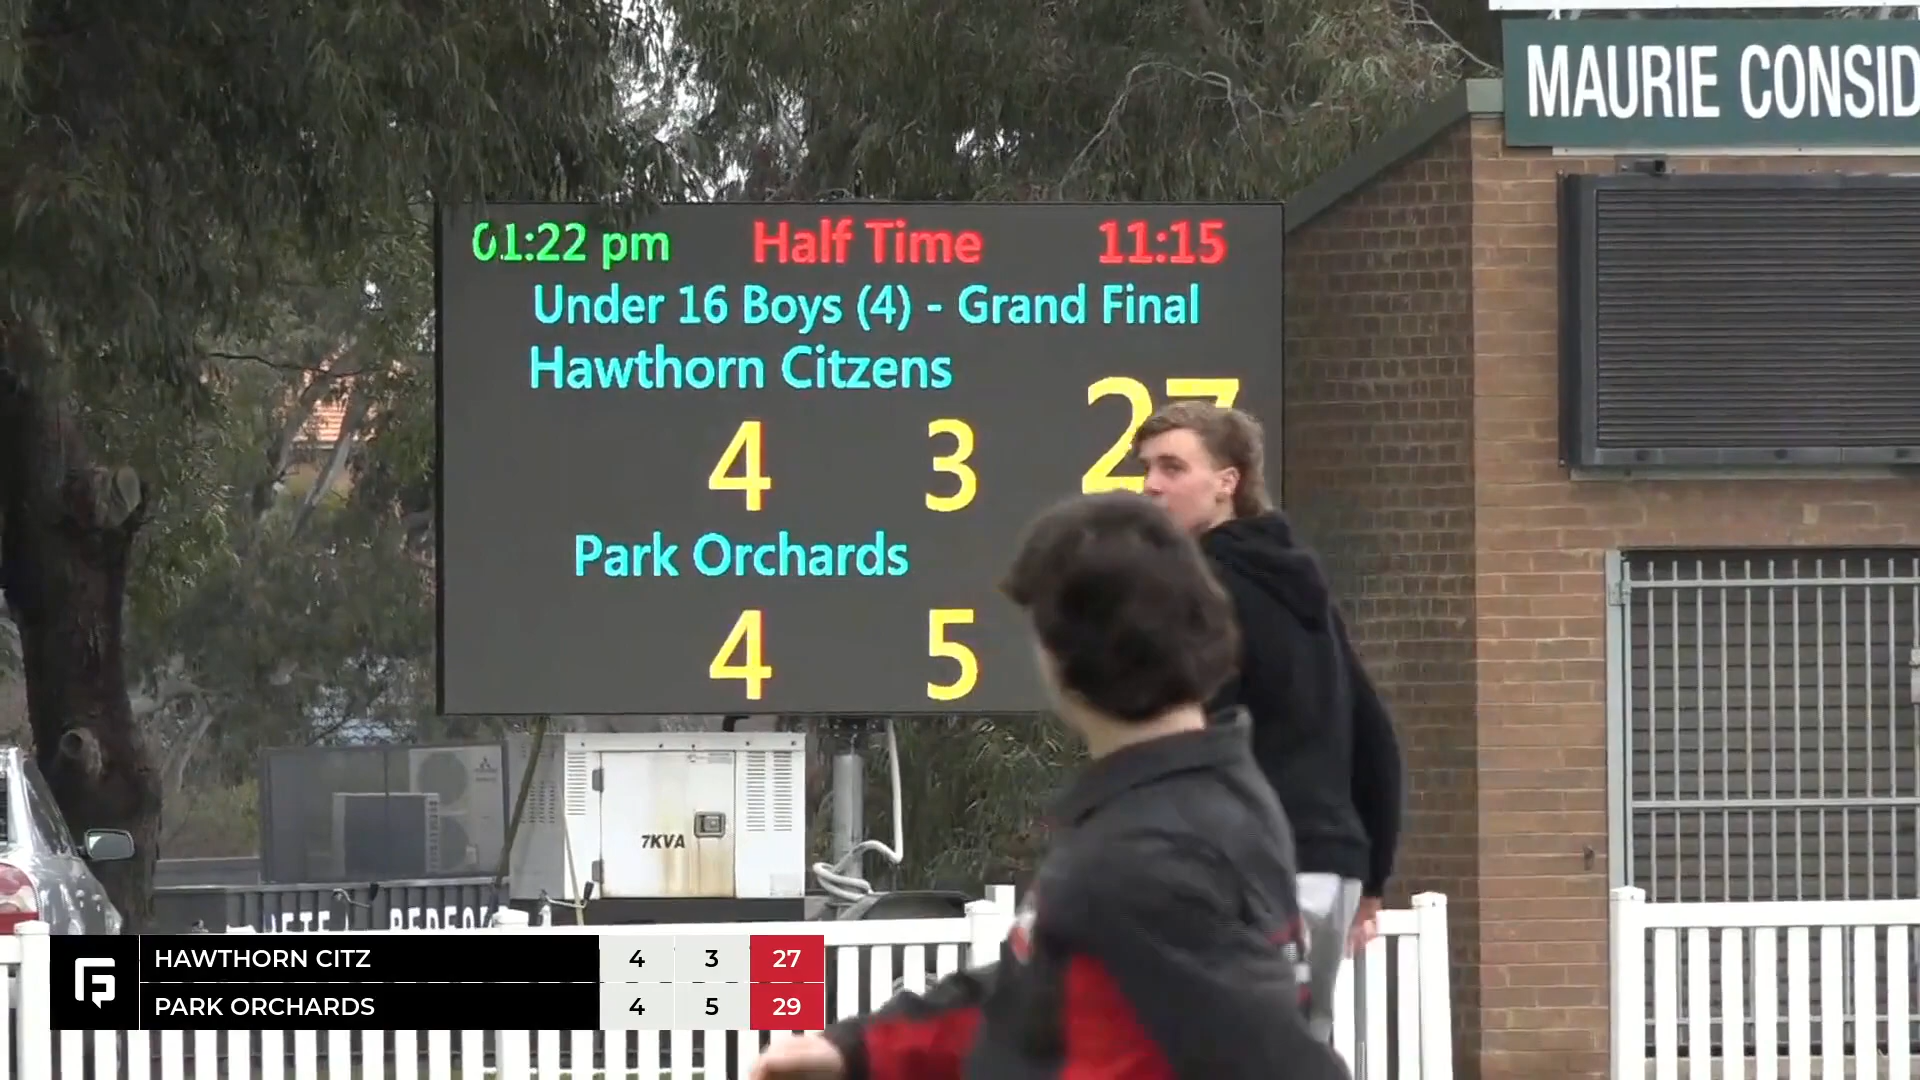 MAURIE CONSID
01:22 pm Half Time 11:15
Under 16 Boys (4) - Grand Final
Hawthorn Citzens
4 3 27
Park Orchards
4 5
7KVA
HAWTHORN CITZ 4 3 27
PARK ORCHARDS 4 5 29